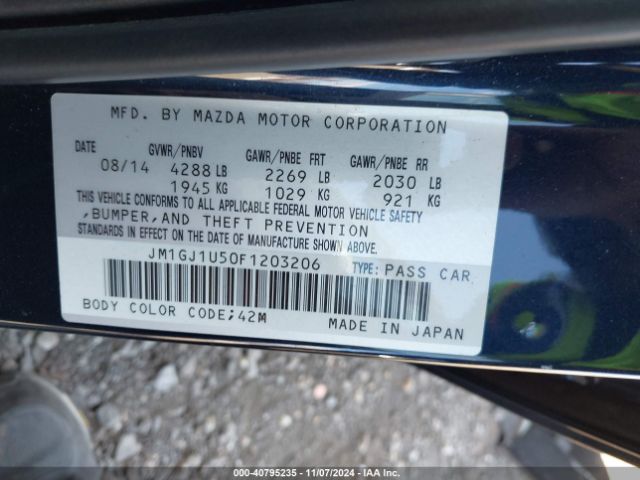 MFD. BY MAZDA MOTOR CORPORATION
DATE GVWR/PNBV GAWR/PNBE FRT GAWR/PNBE RR
08/14 4288 LB 2269 LB 2030 LB
1945 KG 1029 KG 921 KG
THIS VEHICLE CONFORMS TO ALL APPLICABLE FEDERAL MOTOR VEHICLE SAFETY
,BUMPER,AND THEFT PREVENTION
STANDARDS IN EFFECT ON THE DATE OF MANUFACTURE SHOWN ABOVE.
JM1GJ1U50F1203206 TYPE: PASS CAR
BODY COLOR CODE;42M MADE IN JAPAN
000-40795235 - 11/07/2024 - IAAI.COM